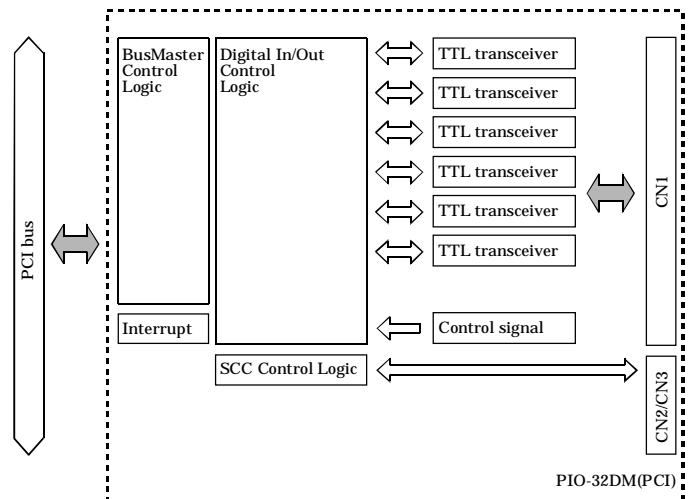 PCI bus
BusMaster
Control
Logic
Digital In/Out
Control
Logic
TTL transceiver
TTL transceiver
TTL transceiver
TTL transceiver
TTL transceiver
TTL transceiver
CN1
Interrupt
Control signal
SCC Control Logic
CN2/CN3
PIO-32DM(PCI)